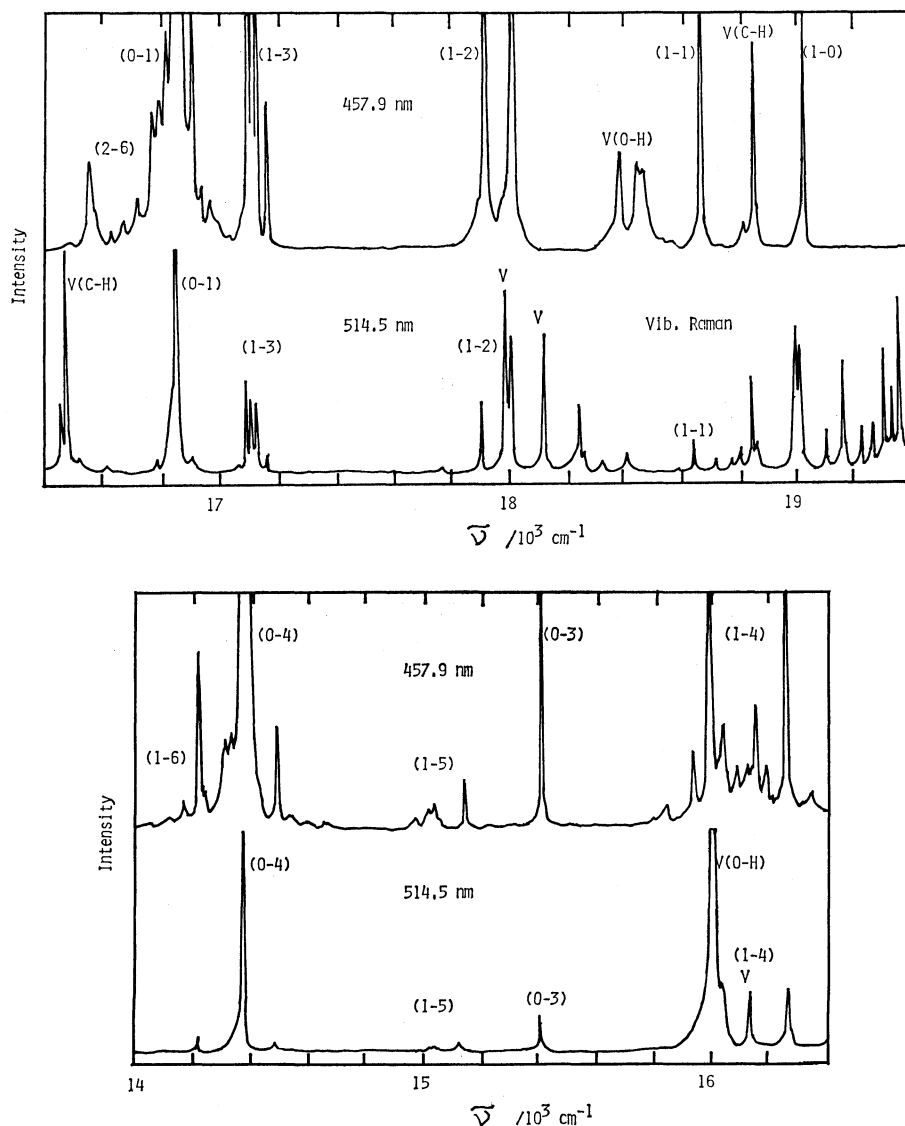 (0-1)
(1-3)
(1-2)
(1-1)
V(C-H)
(1-0)
457.9 nm
(2-6)
V(O-H)
Intensity
V(C-H)
(0-1)
514.5 nm
(1-3)
(1-2)
V
V
Vib. Raman
(1-1)
17
18
19
ν̃ /10³ cm⁻¹
(0-4)
(0-3)
(1-4)
457.9 nm
(1-6)
(1-5)
Intensity
(0-4)
V(O-H)
514.5 nm
(1-5)
(0-3)
(1-4)
V
14
15
16
ν̃ /10³ cm⁻¹